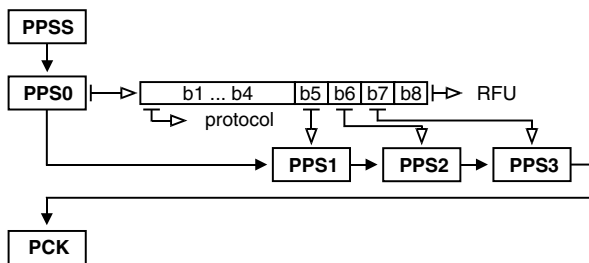 PPSS
PPS0 b1 ... b4 b5 b6 b7 b8 RFU
protocol
PPS1 PPS2 PPS3
PCK